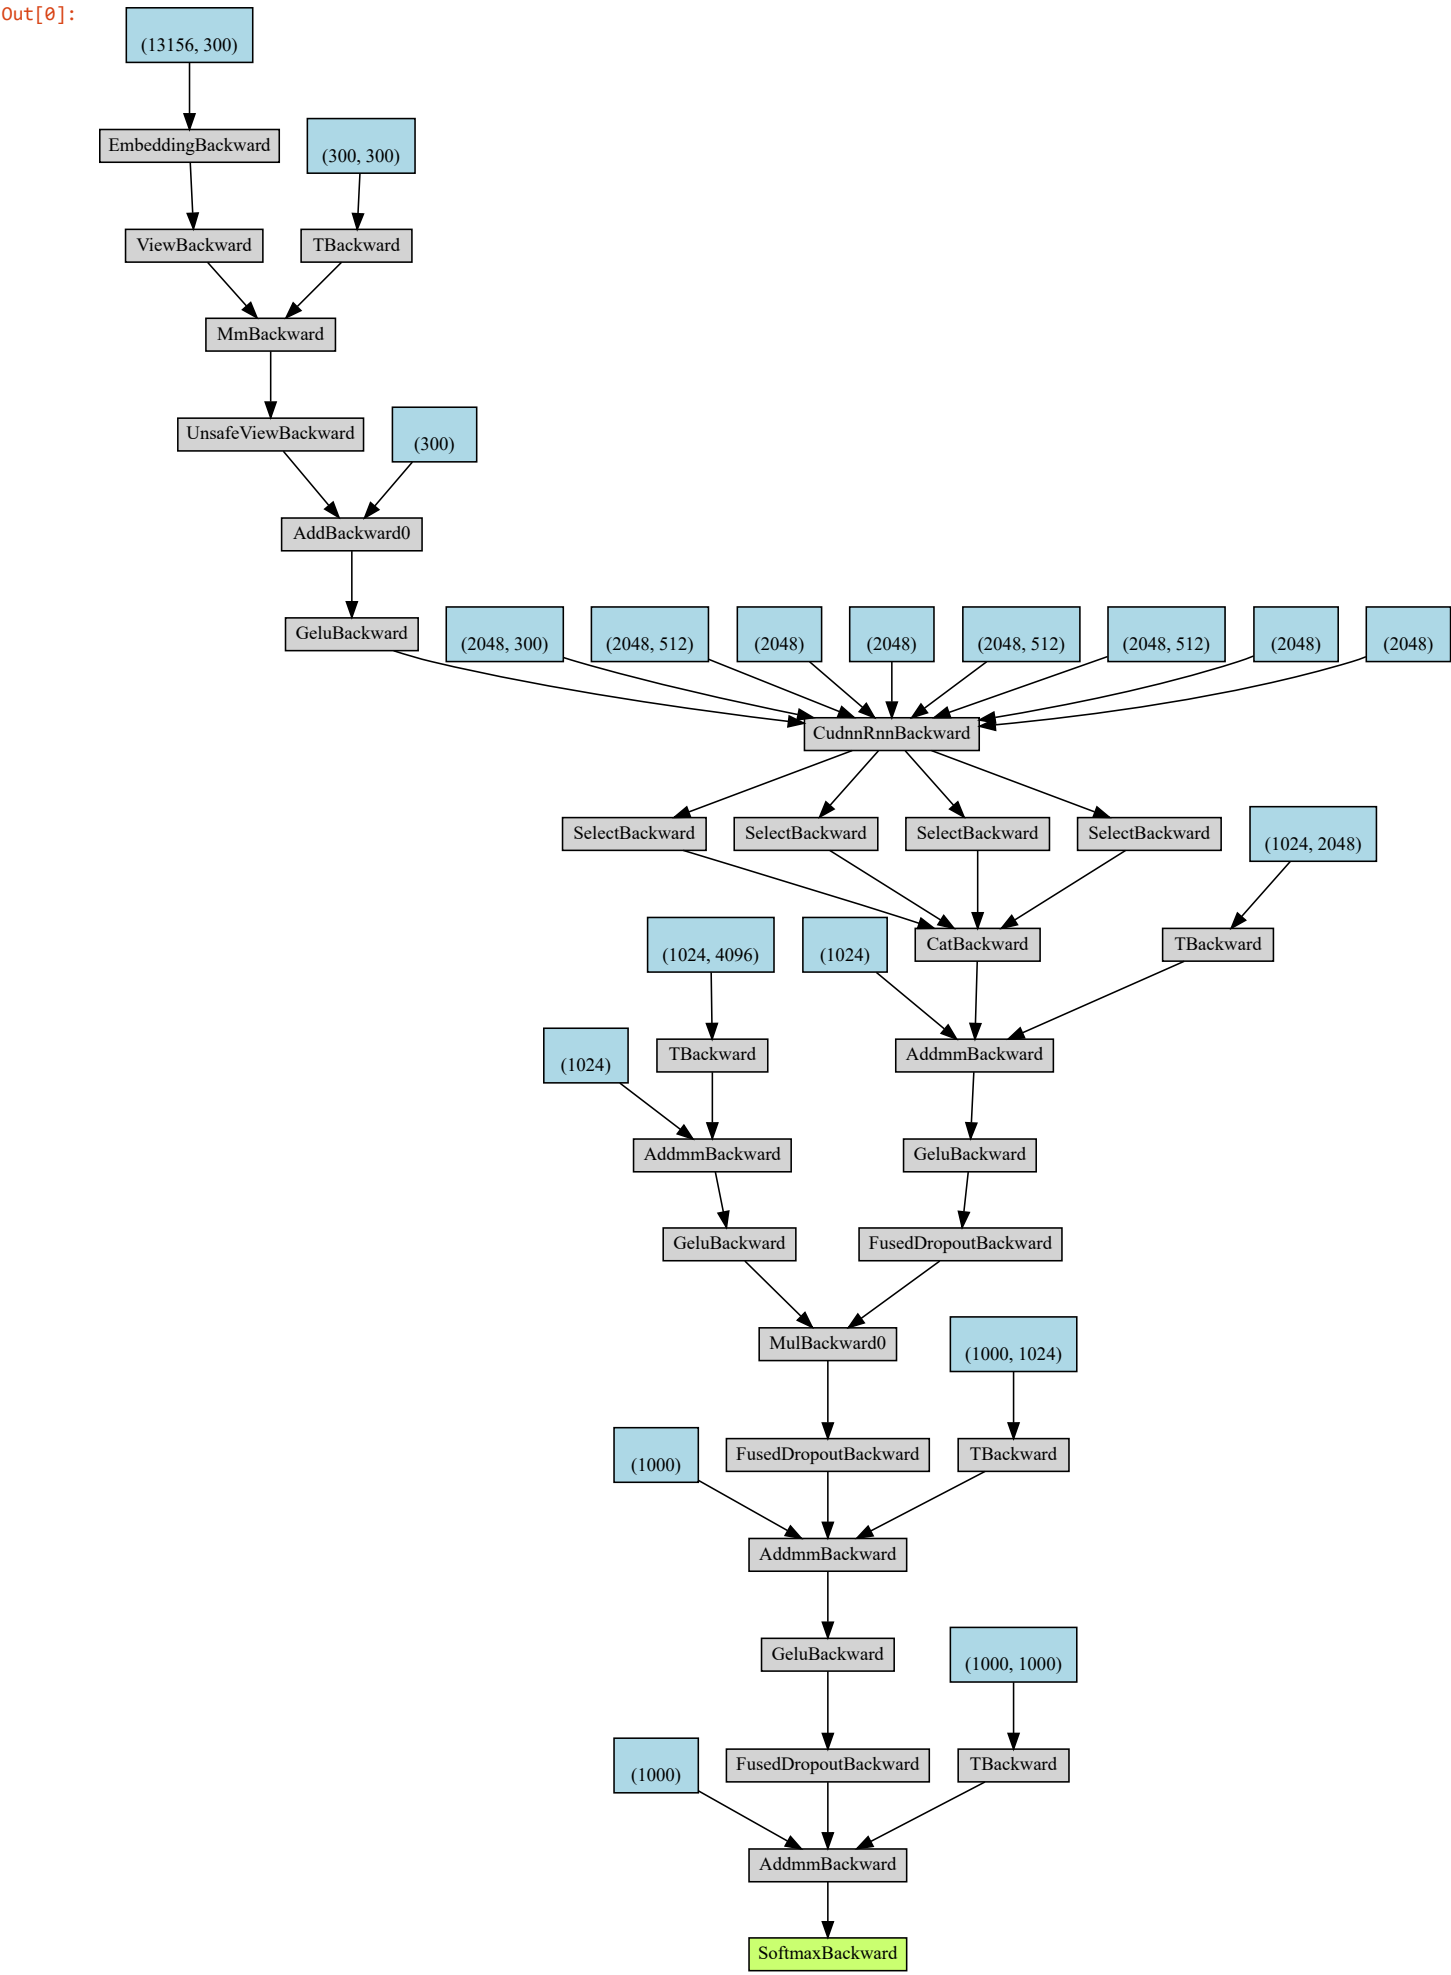 Out[0]:
(13156, 300)
EmbeddingBackward
(300, 300)
ViewBackward
TBackward
MmBackward
UnsafeViewBackward
(300)
AddBackward0
GeluBackward
(2048, 300)
(2048, 512)
(2048)
(2048)
(2048, 512)
(2048, 512)
(2048)
(2048)
CudnnRnnBackward
SelectBackward
SelectBackward
SelectBackward
SelectBackward
(1024, 2048)
(1024, 4096)
(1024)
CatBackward
TBackward
(1024)
TBackward
AddmmBackward
AddmmBackward
GeluBackward
GeluBackward
FusedDropoutBackward
MulBackward0
(1000, 1024)
(1000)
FusedDropoutBackward
TBackward
AddmmBackward
GeluBackward
(1000, 1000)
(1000)
FusedDropoutBackward
TBackward
AddmmBackward
SoftmaxBackward